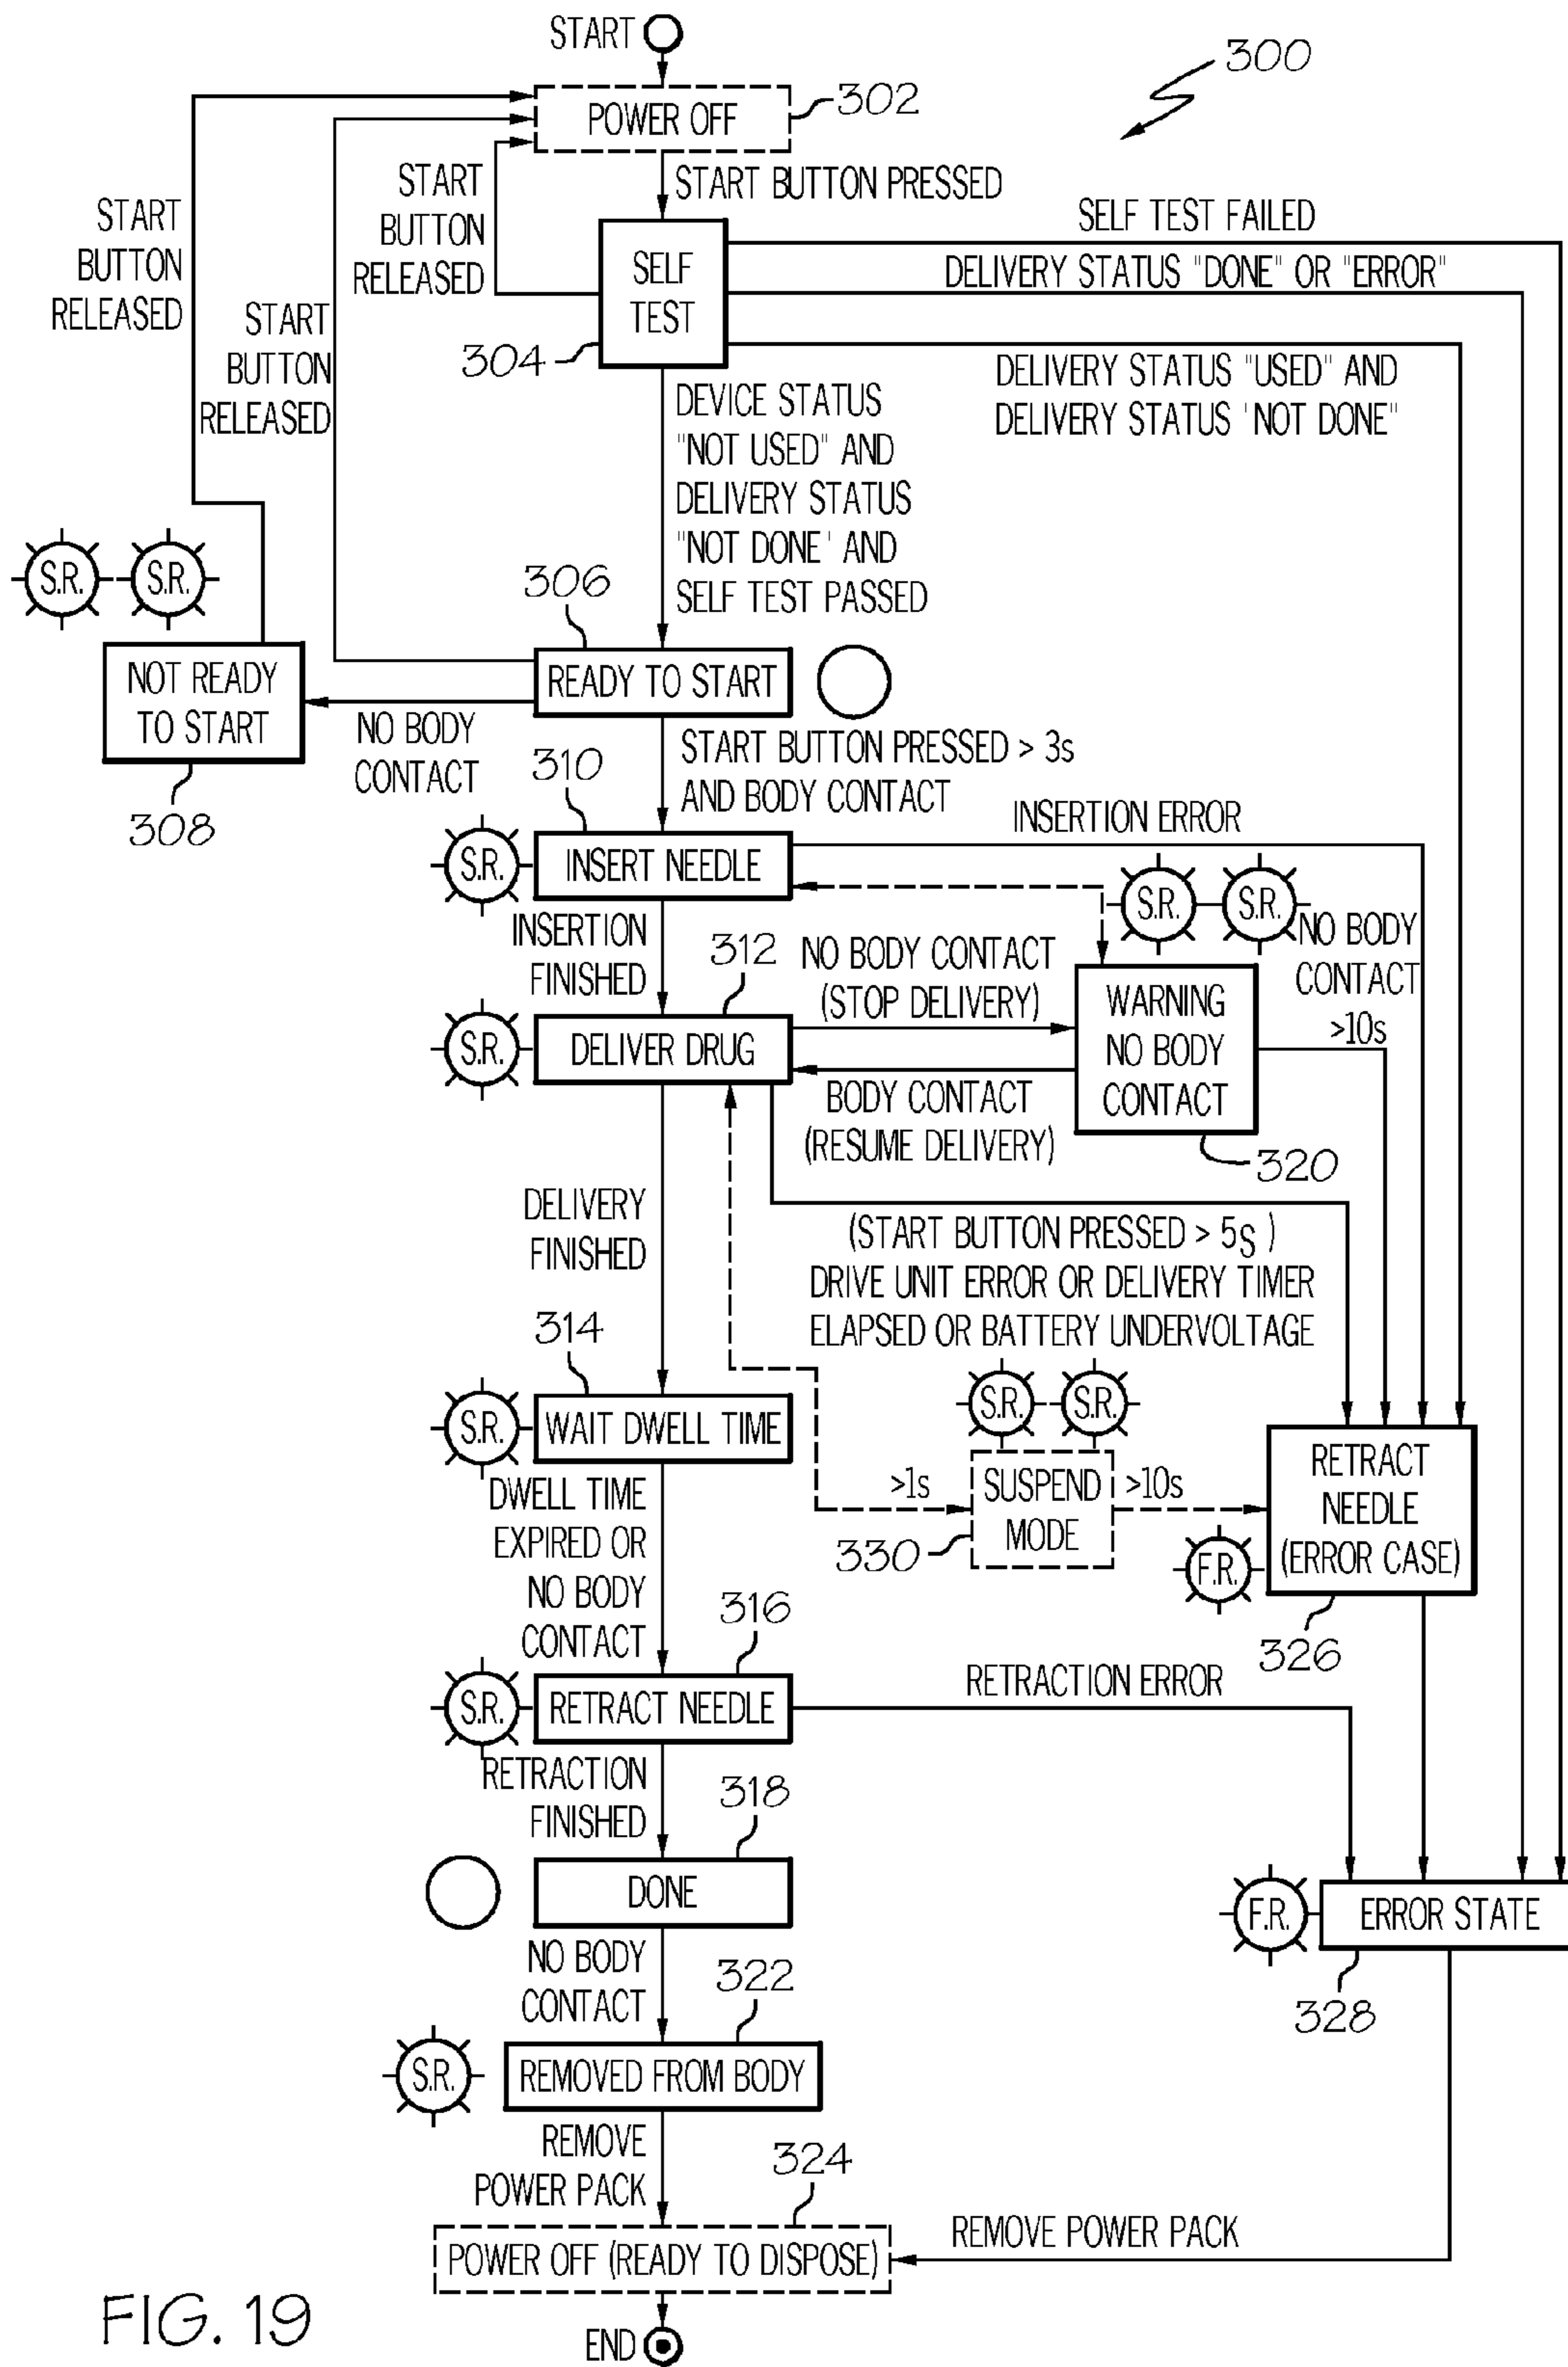 START
300
POWER OFF
302
START BUTTON PRESSED
START
BUTTON
RELEASED
START
BUTTON
RELEASED
START
BUTTON
RELEASED
SELF
TEST
304
SELF TEST FAILED
DELIVERY STATUS "DONE" OR "ERROR"
DELIVERY STATUS "USED" AND
DELIVERY STATUS 'NOT DONE"
DEVICE STATUS
"NOT USED" AND
DELIVERY STATUS
"NOT DONE' AND
SELF TEST PASSED
S.R.
S.R.
306
NOT READY
TO START
308
READY TO START
NO BODY
CONTACT
START BUTTON PRESSED > 3s
AND BODY CONTACT
310
S.R.
INSERT NEEDLE
INSERTION ERROR
S.R.
S.R.
NO BODY
CONTACT
>10s
INSERTION
FINISHED
312
NO BODY CONTACT
(STOP DELIVERY)
WARNING
NO BODY
CONTACT
320
S.R.
DELIVER DRUG
BODY CONTACT
(RESUME DELIVERY)
DELIVERY
FINISHED
(START BUTTON PRESSED > 5s )
DRIVE UNIT ERROR OR DELIVERY TIMER
ELAPSED OR BATTERY UNDERVOLTAGE
314
S.R.
WAIT DWELL TIME
S.R.
S.R.
>1s
SUSPEND
MODE
330
>10s
RETRACT
NEEDLE
(ERROR CASE)
F.R.
326
DWELL TIME
EXPIRED OR
NO BODY
CONTACT
316
S.R.
RETRACT NEEDLE
RETRACTION ERROR
RETRACTION
FINISHED
318
DONE
F.R.
ERROR STATE
328
NO BODY
CONTACT
322
S.R.
REMOVED FROM BODY
REMOVE
POWER PACK
324
POWER OFF (READY TO DISPOSE)
REMOVE POWER PACK
END
FIG. 19